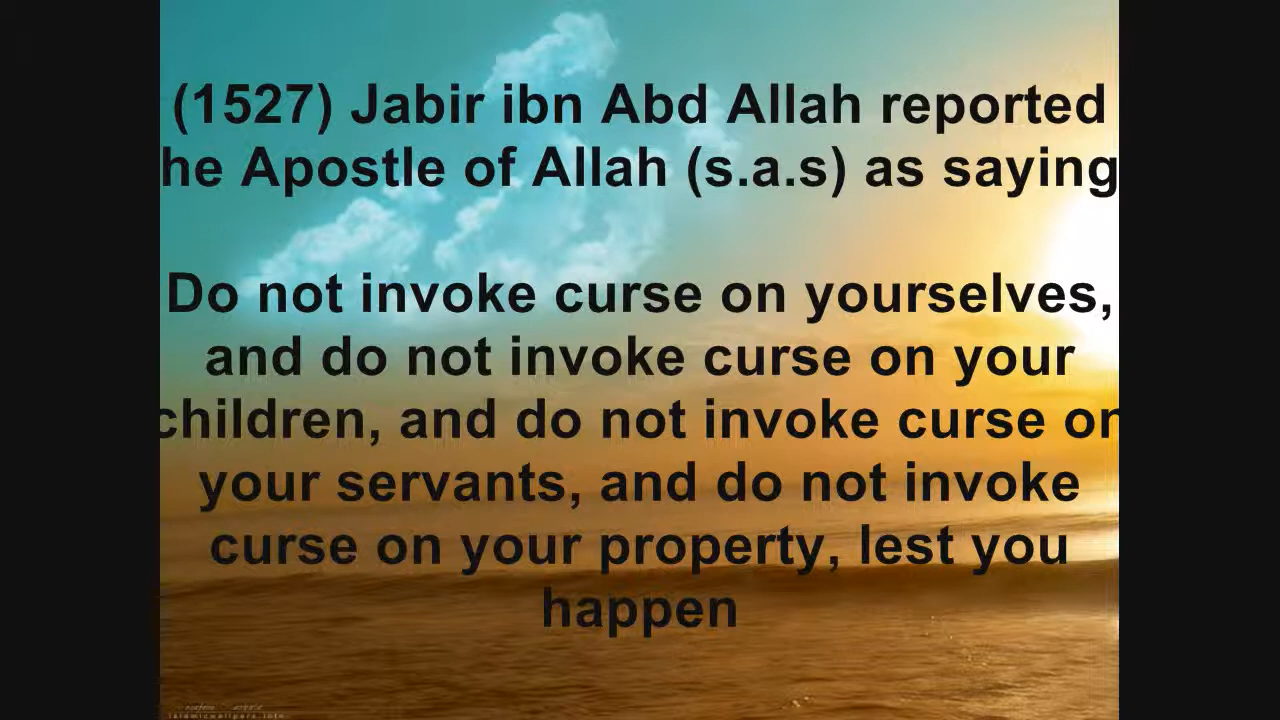 (1527) Jabir ibn Abd Allah reported
he Apostle of Allah (s.a.s) as saying
Do not invoke curse on yourselves,
and do not invoke curse on your
children, and do not invoke curse on
your servants, and do not invoke
curse on your property, lest you
happen
islamicwallpers.info